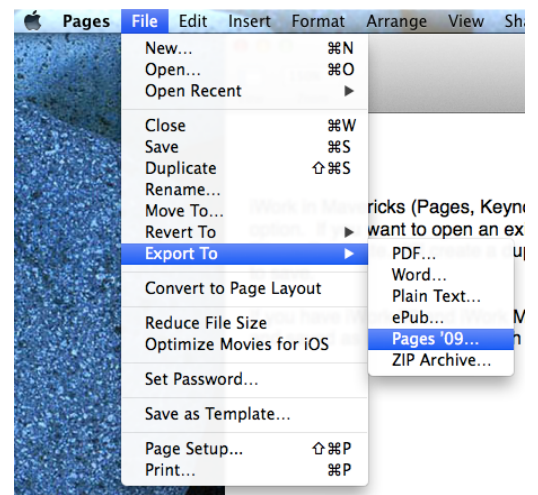 Pages File Edit Insert Format Arrange View Sh
New... ⌘N
Open... ⌘O
Open Recent ▶
Close ⌘W
Save ⌘S
Duplicate ⇧⌘S
Rename...
Move To...
Revert To ▶
Export To ▶
Convert to Page Layout
Reduce File Size
Optimize Movies for iOS
Set Password...
Save as Template...
Page Setup... ⇧⌘P
Print... ⌘P
PDF...
Word...
Plain Text...
ePub...
Pages '09...
ZIP Archive...
iWork in Mavericks (Pages, Keyno
option. If you want to open an exi